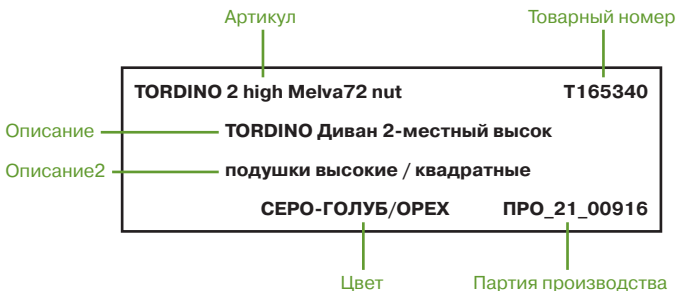 Артикул Товарный номер
TORDINO 2 high Melva72 nut T165340
Описание TORDINO Диван 2-местный высок
Описание2 подушки высокие / квадратные
СЕРО-ГОЛУБ/ОРЕХ ПРО_21_00916
Цвет Партия производства